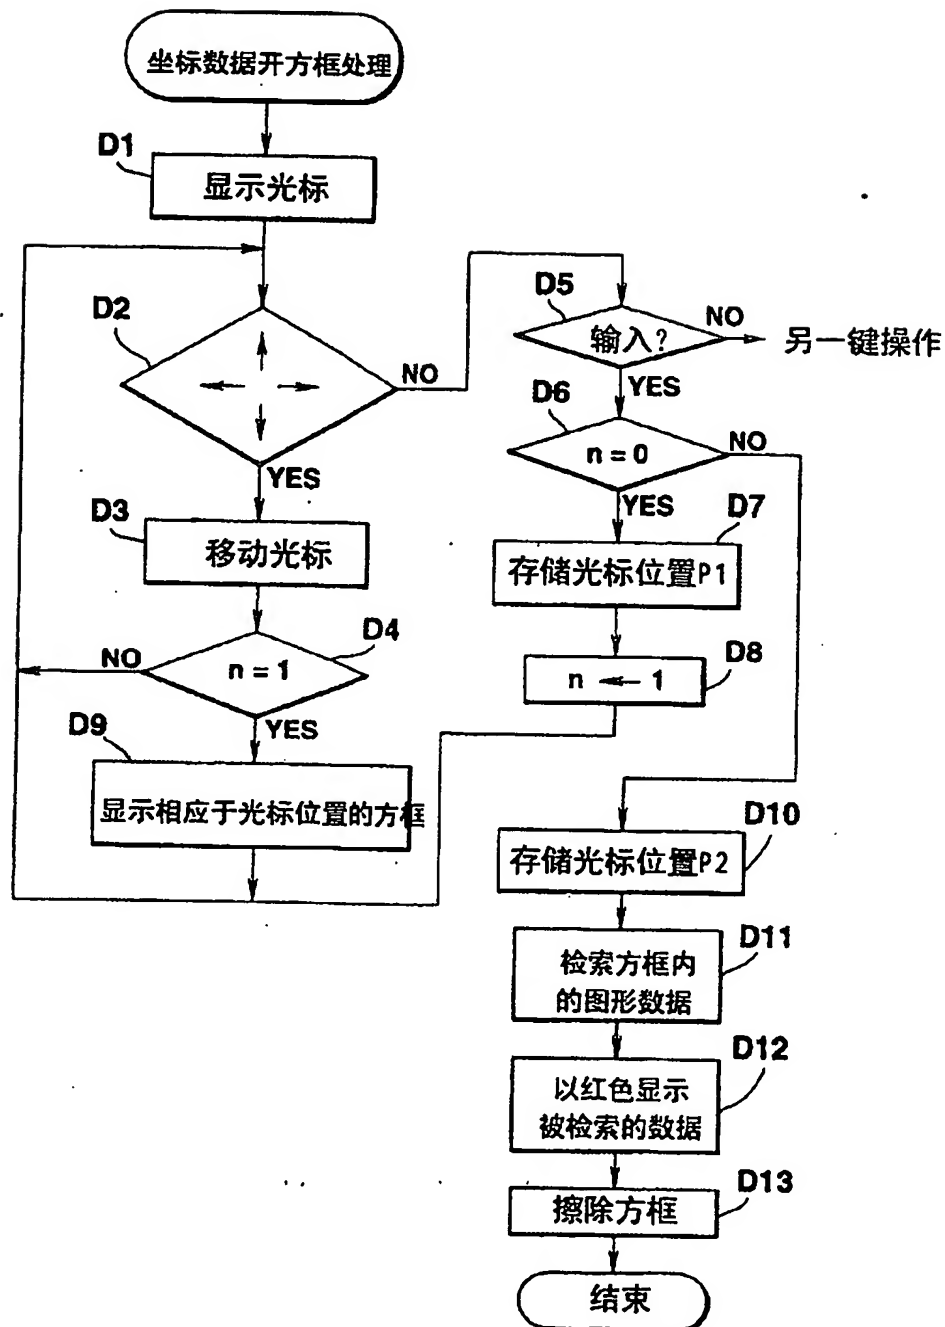 坐标数据开方框处理
D1
显示光标
D2
NO
YES
D3
移动光标
D4
n = 1
NO
YES
D9
显示相应于光标位置的方框
D5
输入?
NO
另一键操作
YES
D6
n = 0
NO
YES
D7
存储光标位置P1
D8
n ← 1
D10
存储光标位置P2
D11
检索方框内
的图形数据
D12
以红色显示
被检索的数据
D13
擦除方框
结束